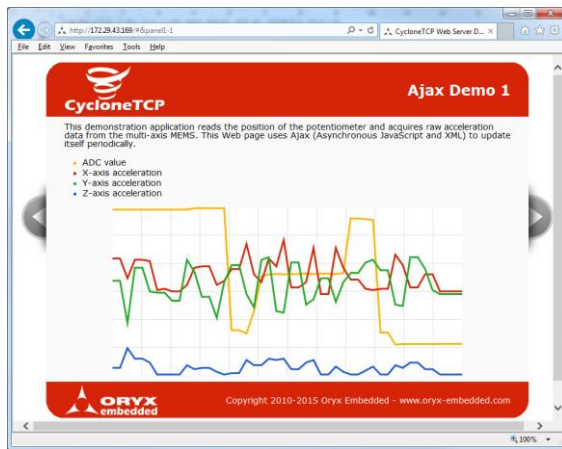 http://172.29.43.169/#&panel1-1
CycloneTCP Web Server D...
File Edit View Favorites Tools Help
CycloneTCP
Ajax Demo 1
This demonstration application reads the position of the potentiometer and acquires raw acceleration
data from the multi-axis MEMS. This Web page uses Ajax (Asynchronous JavaScript and XML) to update
itself periodically.
ADC value
X-axis acceleration
Y-axis acceleration
Z-axis acceleration
ORYX
embedded
Copyright 2010-2015 Oryx Embedded - www.oryx-embedded.com
100%